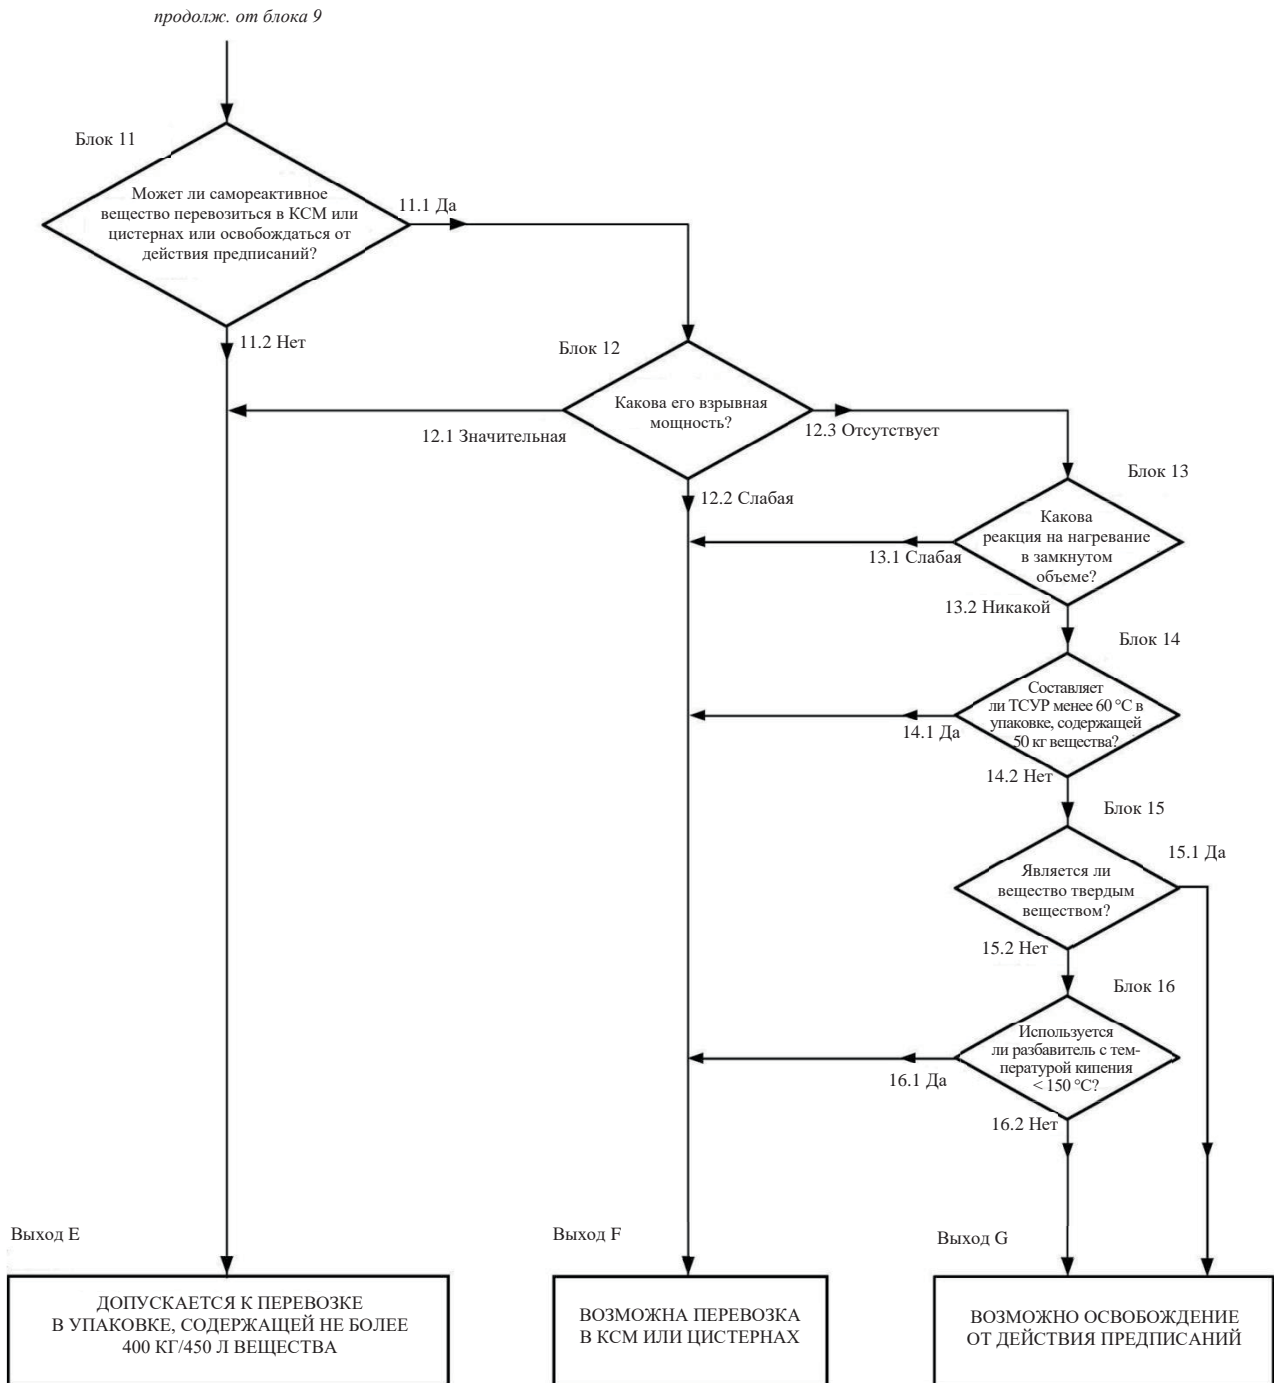 продолж. от блока 9
Блок 11
Может ли самореактивное
вещество перевозиться в КСМ или
цистернах или освобождаться от
действия предписаний?
11.1 Да
11.2 Нет
Блок 12
Какова его взрывная
мощность?
12.1 Значительная
12.3 Отсутствует
12.2 Слабая
Блок 13
Какова
реакция на нагревание
в замкнутом
объеме?
13.1 Слабая
13.2 Никакой
Блок 14
Составляет
ли ТСУР менее 60 °C в
упаковке, содержащей
50 кг вещества?
14.1 Да
14.2 Нет
Блок 15
15.1 Да
Является ли
вещество твердым
веществом?
15.2 Нет
Блок 16
Используется
ли разбавитель с тем-
пературой кипения
< 150 °C?
16.1 Да
16.2 Нет
Выход E
Выход F
Выход G
ДОПУСКАЕТСЯ К ПЕРЕВОЗКЕ
В УПАКОВКЕ, СОДЕРЖАЩЕЙ НЕ БОЛЕЕ
400 КГ/450 Л ВЕЩЕСТВА
ВОЗМОЖНА ПЕРЕВОЗКА
В КСМ ИЛИ ЦИСТЕРНАХ
ВОЗМОЖНО ОСВОБОЖДЕНИЕ
ОТ ДЕЙСТВИЯ ПРЕДПИСАНИЙ